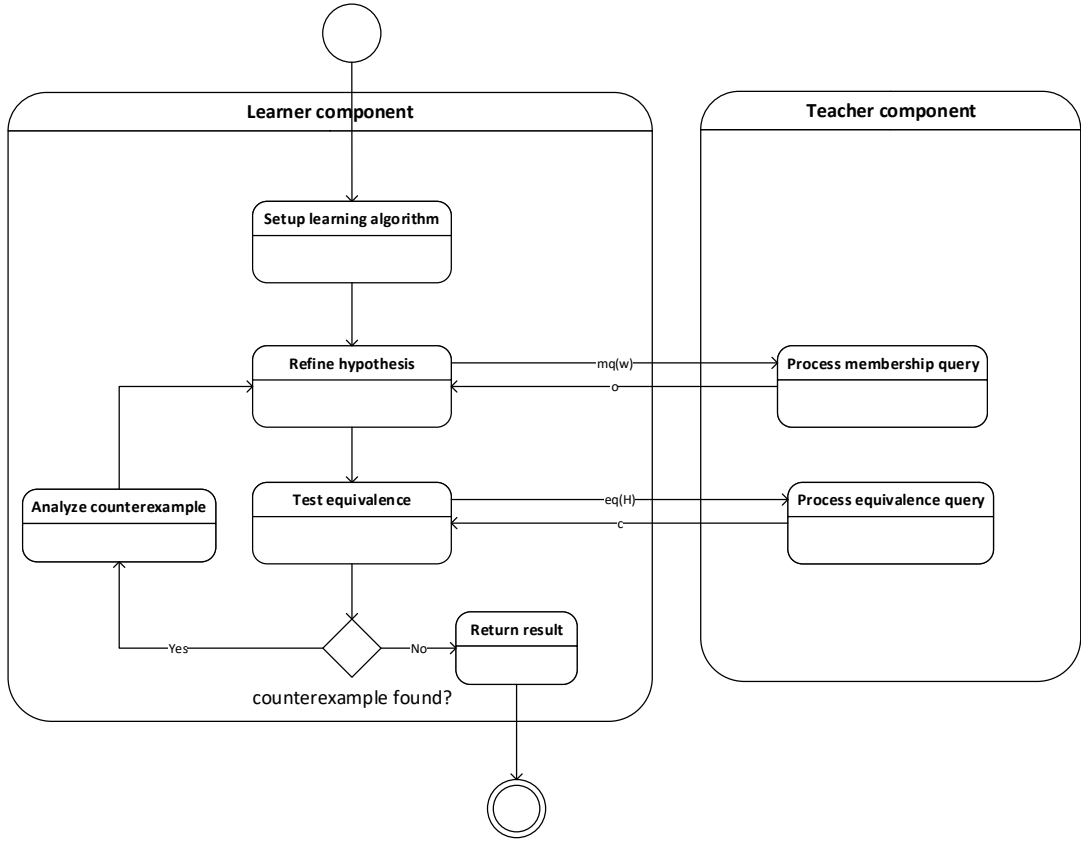 Learner component
Teacher component
Setup learning algorithm
Refine hypothesis
mq(w)
Process membership query
o
Analyze counterexample
Test equivalence
eq(H)
Process equivalence query
c
Yes
No
Return result
counterexample found?